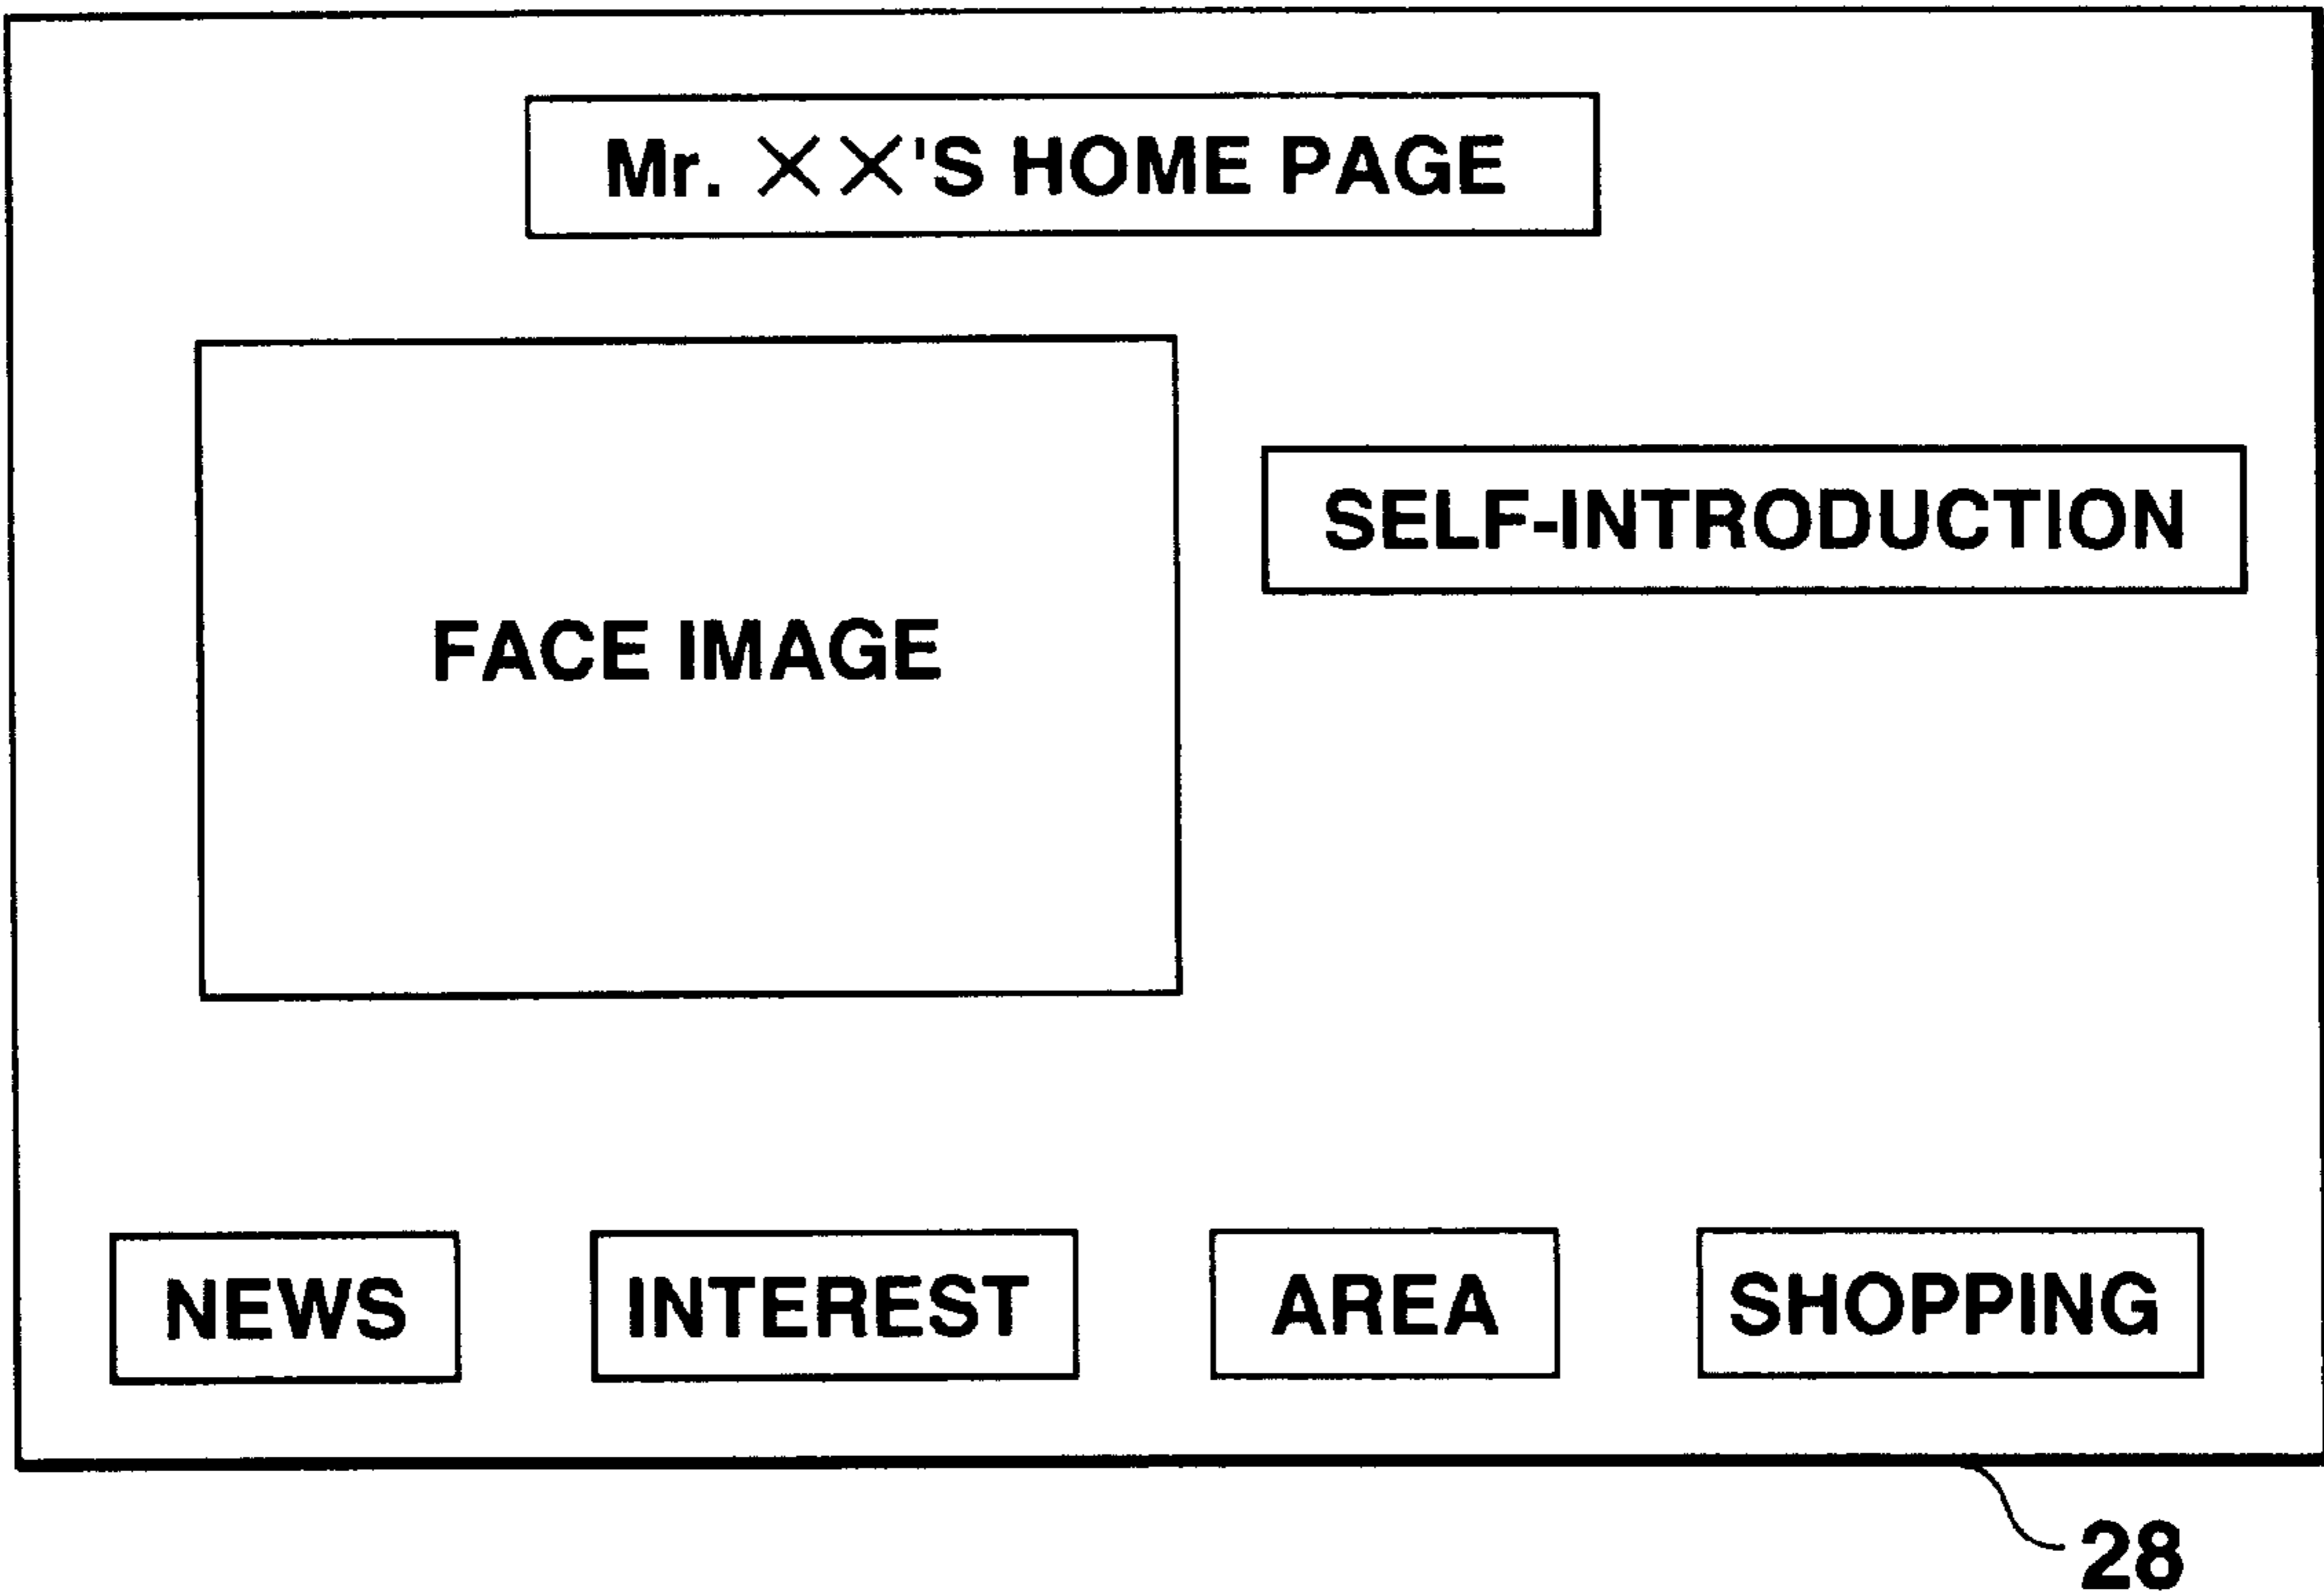 Mr. ××'S HOME PAGE
SELF-INTRODUCTION
FACE IMAGE
NEWS
INTEREST
AREA
SHOPPING
28